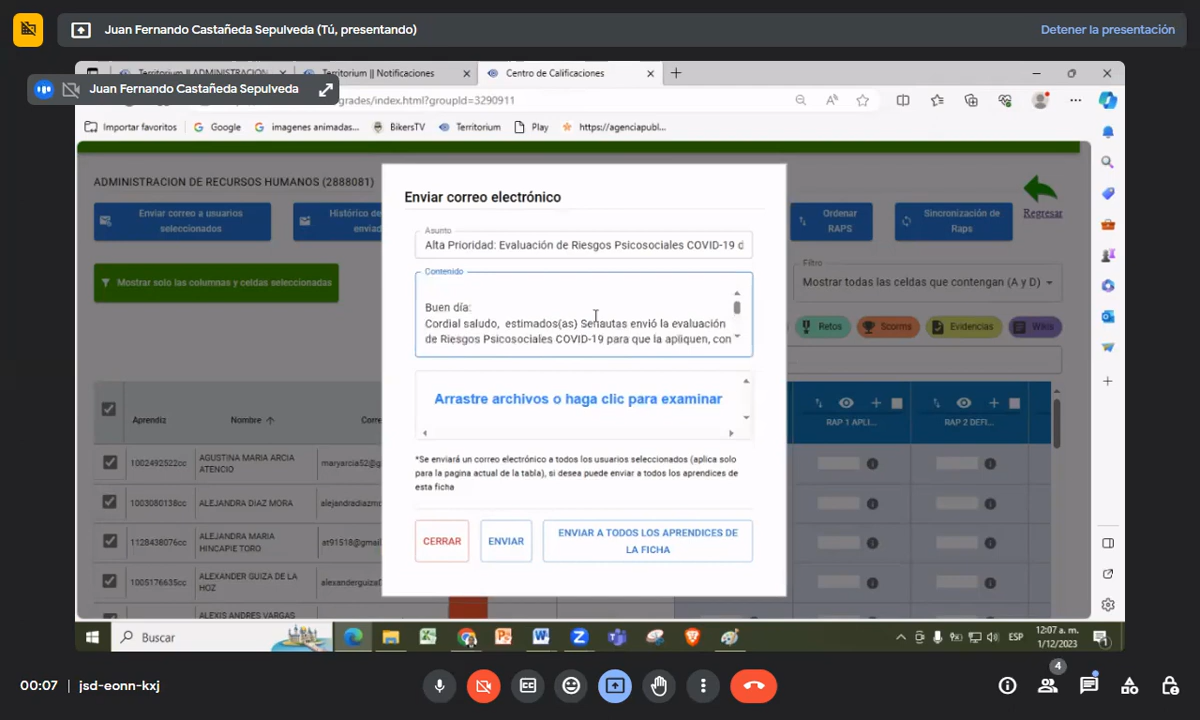 Juan Fernando Castañeda Sepulveda (Tú, presentando)
Detener la presentación
Territorium || ADMINISTRACION
Territorium || Notificaciones
Centro de Calificaciones
Juan Fernando Castañeda Sepulveda
grades/index.html?groupId=3290911
Importar favoritos
Google
imagenes animadas...
BikersTV
Territorium
Play
https://agenciapubl...
ADMINISTRACION DE RECURSOS HUMANOS (2888081)
Enviar correo a usuarios seleccionados
Histórico de
enviad
Ordenar RAPS
Sincronización de Raps
Regresar
Mostrar solo las columnas y celdas seleccionadas
Filtro
Mostrar todas las celdas que contengan (A y D)
Retos
Scorms
Evidencias
Wikis
Enviar correo electrónico
Asunto
Alta Prioridad: Evaluación de Riesgos Psicosociales COVID-19 d
Contenido
Buen día:
Cordial saludo, estimados(as) Senautas envió la evaluación
de Riesgos Psicosociales COVID-19 para que la apliquen, con
Arrastre archivos o haga clic para examinar
*Se enviará un correo electrónico a todos los usuarios seleccionados (aplica solo
para la pagina actual de la tabla), si desea puede enviar a todos los aprendices de
esta ficha
CERRAR
ENVIAR
ENVIAR A TODOS LOS APRENDICES DE
LA FICHA
Aprendiz
Nombre
Corre
RAP 1 APLI...
RAP 2 DEFI...
1002492522cc
AGUSTINA MARIA ARCIA ATENCIO
maryarcia52@g
1003080138cc
ALEJANDRA DIAZ MORA
alejandradiazmo
1128438076cc
ALEJANDRA MARIA HINCAPIE TORO
at91518@gmail
1005176635cc
ALEXANDER GUIZA DE LA HOZ
alexanderguiza
ALEXIS ANDRES VARGAS
Buscar
ESP
12:07 a. m.
1/12/2023
1
00:07 | jsd-eonn-kxj
4